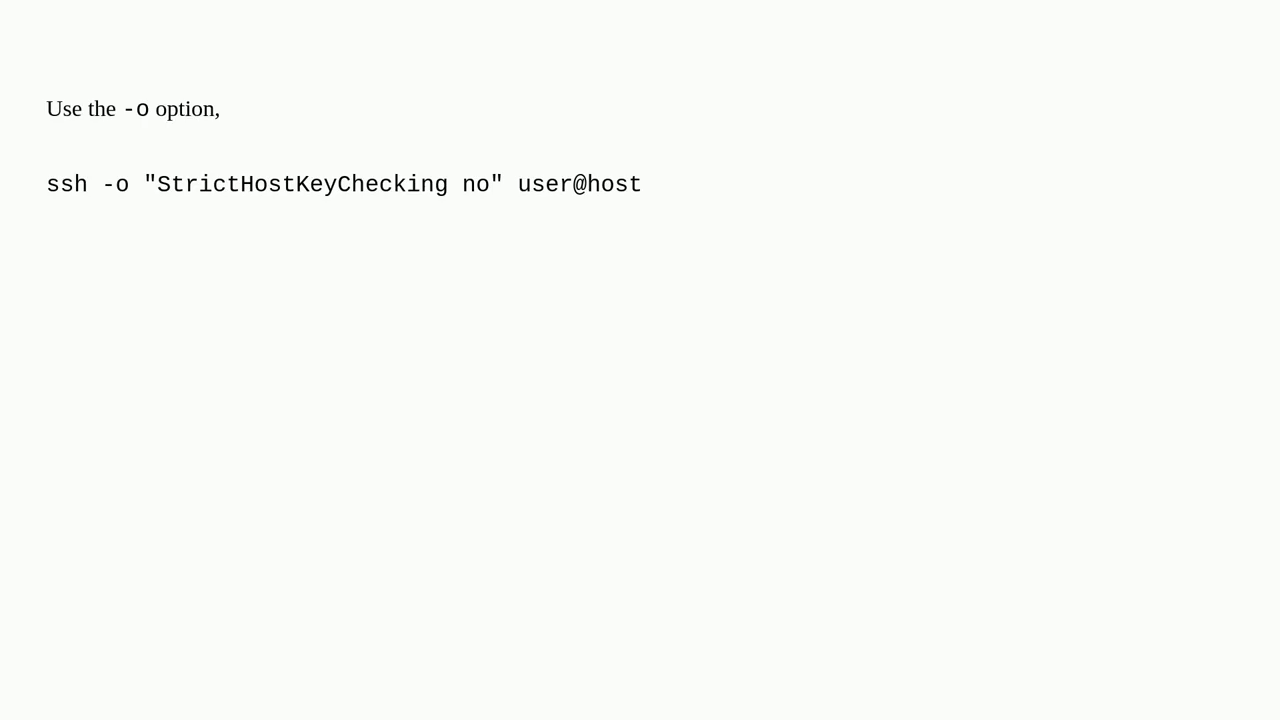 Use the -o option,
ssh -o "StrictHostKeyChecking no" user@host